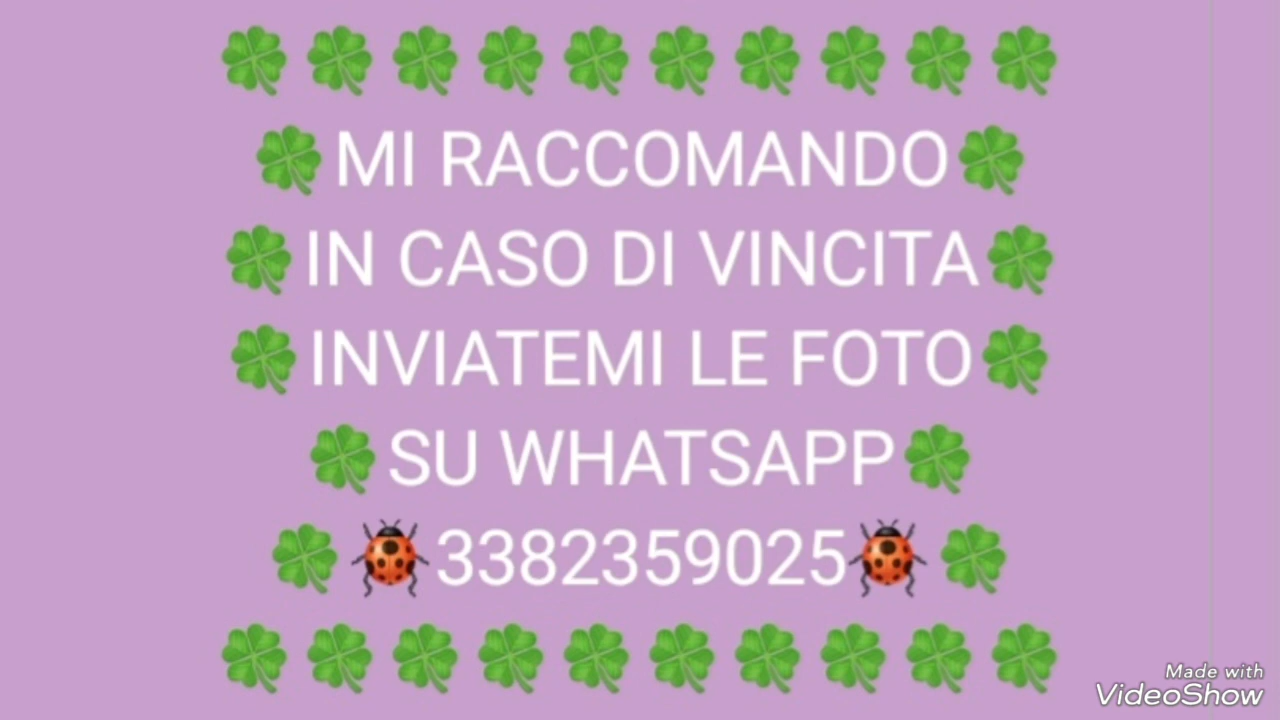 🍀🍀🍀🍀🍀🍀🍀🍀🍀🍀
🍀MI RACCOMANDO🍀
🍀IN CASO DI VINCITA🍀
🍀INVIATEMI LE FOTO🍀
🍀SU WHATSAPP🍀
🍀🐞3382359025🐞🍀
🍀🍀🍀🍀🍀🍀🍀🍀🍀🍀
Made with
VideoShow